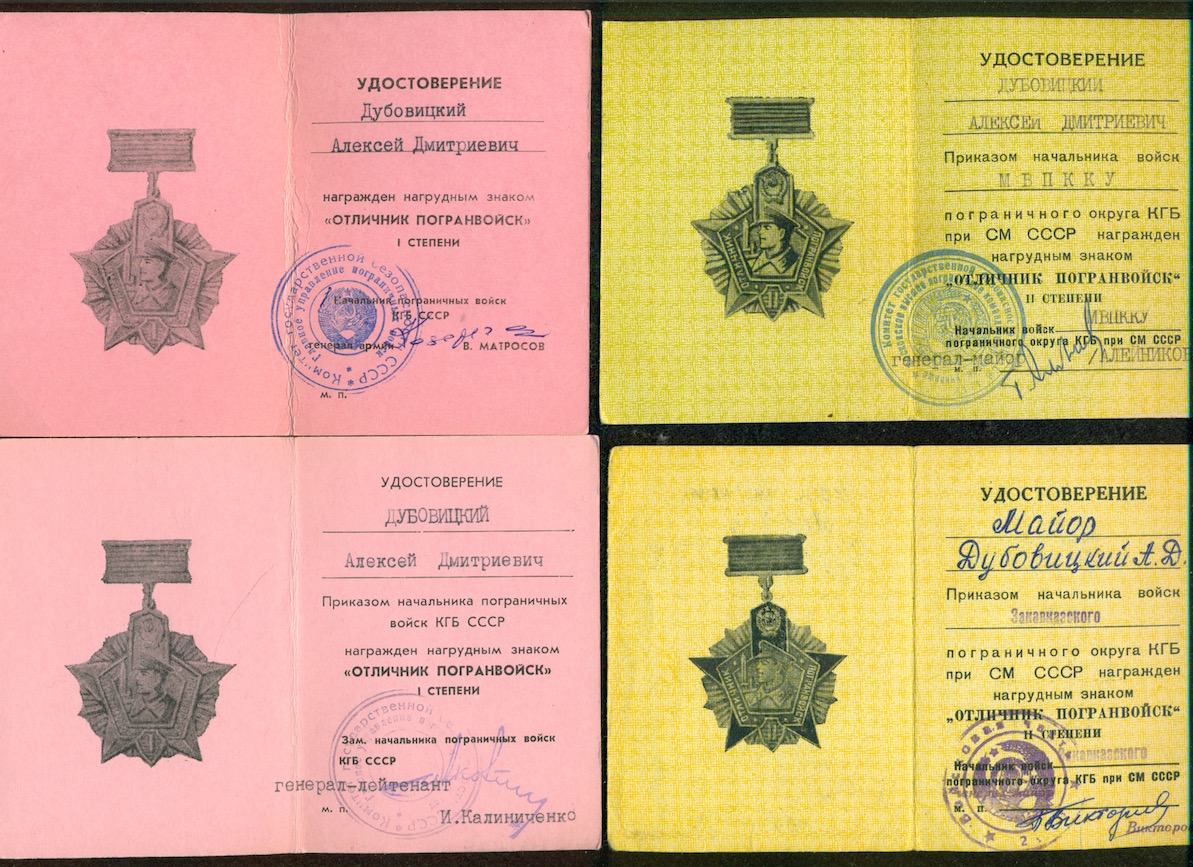 УДОСТОВЕРЕНИЕ
Дубовицкий
Алексей Дмитриевич
награжден нагрудным знаком
«ОТЛИЧНИК ПОГРАНВОЙСК»
I СТЕПЕНИ
Начальник пограничных войск
КГБ СССР
генерал армии В. МАТРОСОВ
м. п.
УДОСТОВЕРЕНИЕ
ДУБОВИЦКИЙ
АЛЕКСЕЙ ДМИТРИЕВИЧ
Приказом начальника войск
МВПККУ
пограничного округа КГБ
при СМ СССР награжден
нагрудным знаком
„ОТЛИЧНИК ПОГРАНВОЙСК“
II СТЕПЕНИ
Начальник войск МВПККУ
пограничного округа КГБ при СМ СССР
генерал-майор АЛЕЙНИКОВ
м. п.
УДОСТОВЕРЕНИЕ
ДУБОВИЦКИЙ
Алексей Дмитриевич
Приказом начальника пограничных
войск КГБ СССР
награжден нагрудным знаком
«ОТЛИЧНИК ПОГРАНВОЙСК»
I СТЕПЕНИ
Зам. начальника пограничных войск
КГБ СССР
генерал-лейтенант
м. п.
И.Калиниченко
УДОСТОВЕРЕНИЕ
Майор
Дубовицкий А. Д.
Приказом начальника войск
Закавказского
пограничного округа КГБ
при СМ СССР награжден
нагрудным знаком
„ОТЛИЧНИК ПОГРАНВОЙСК“
II СТЕПЕНИ
Закавказского
Начальник войск
пограничного округа КГБ при СМ СССР
м. п.
Викторо